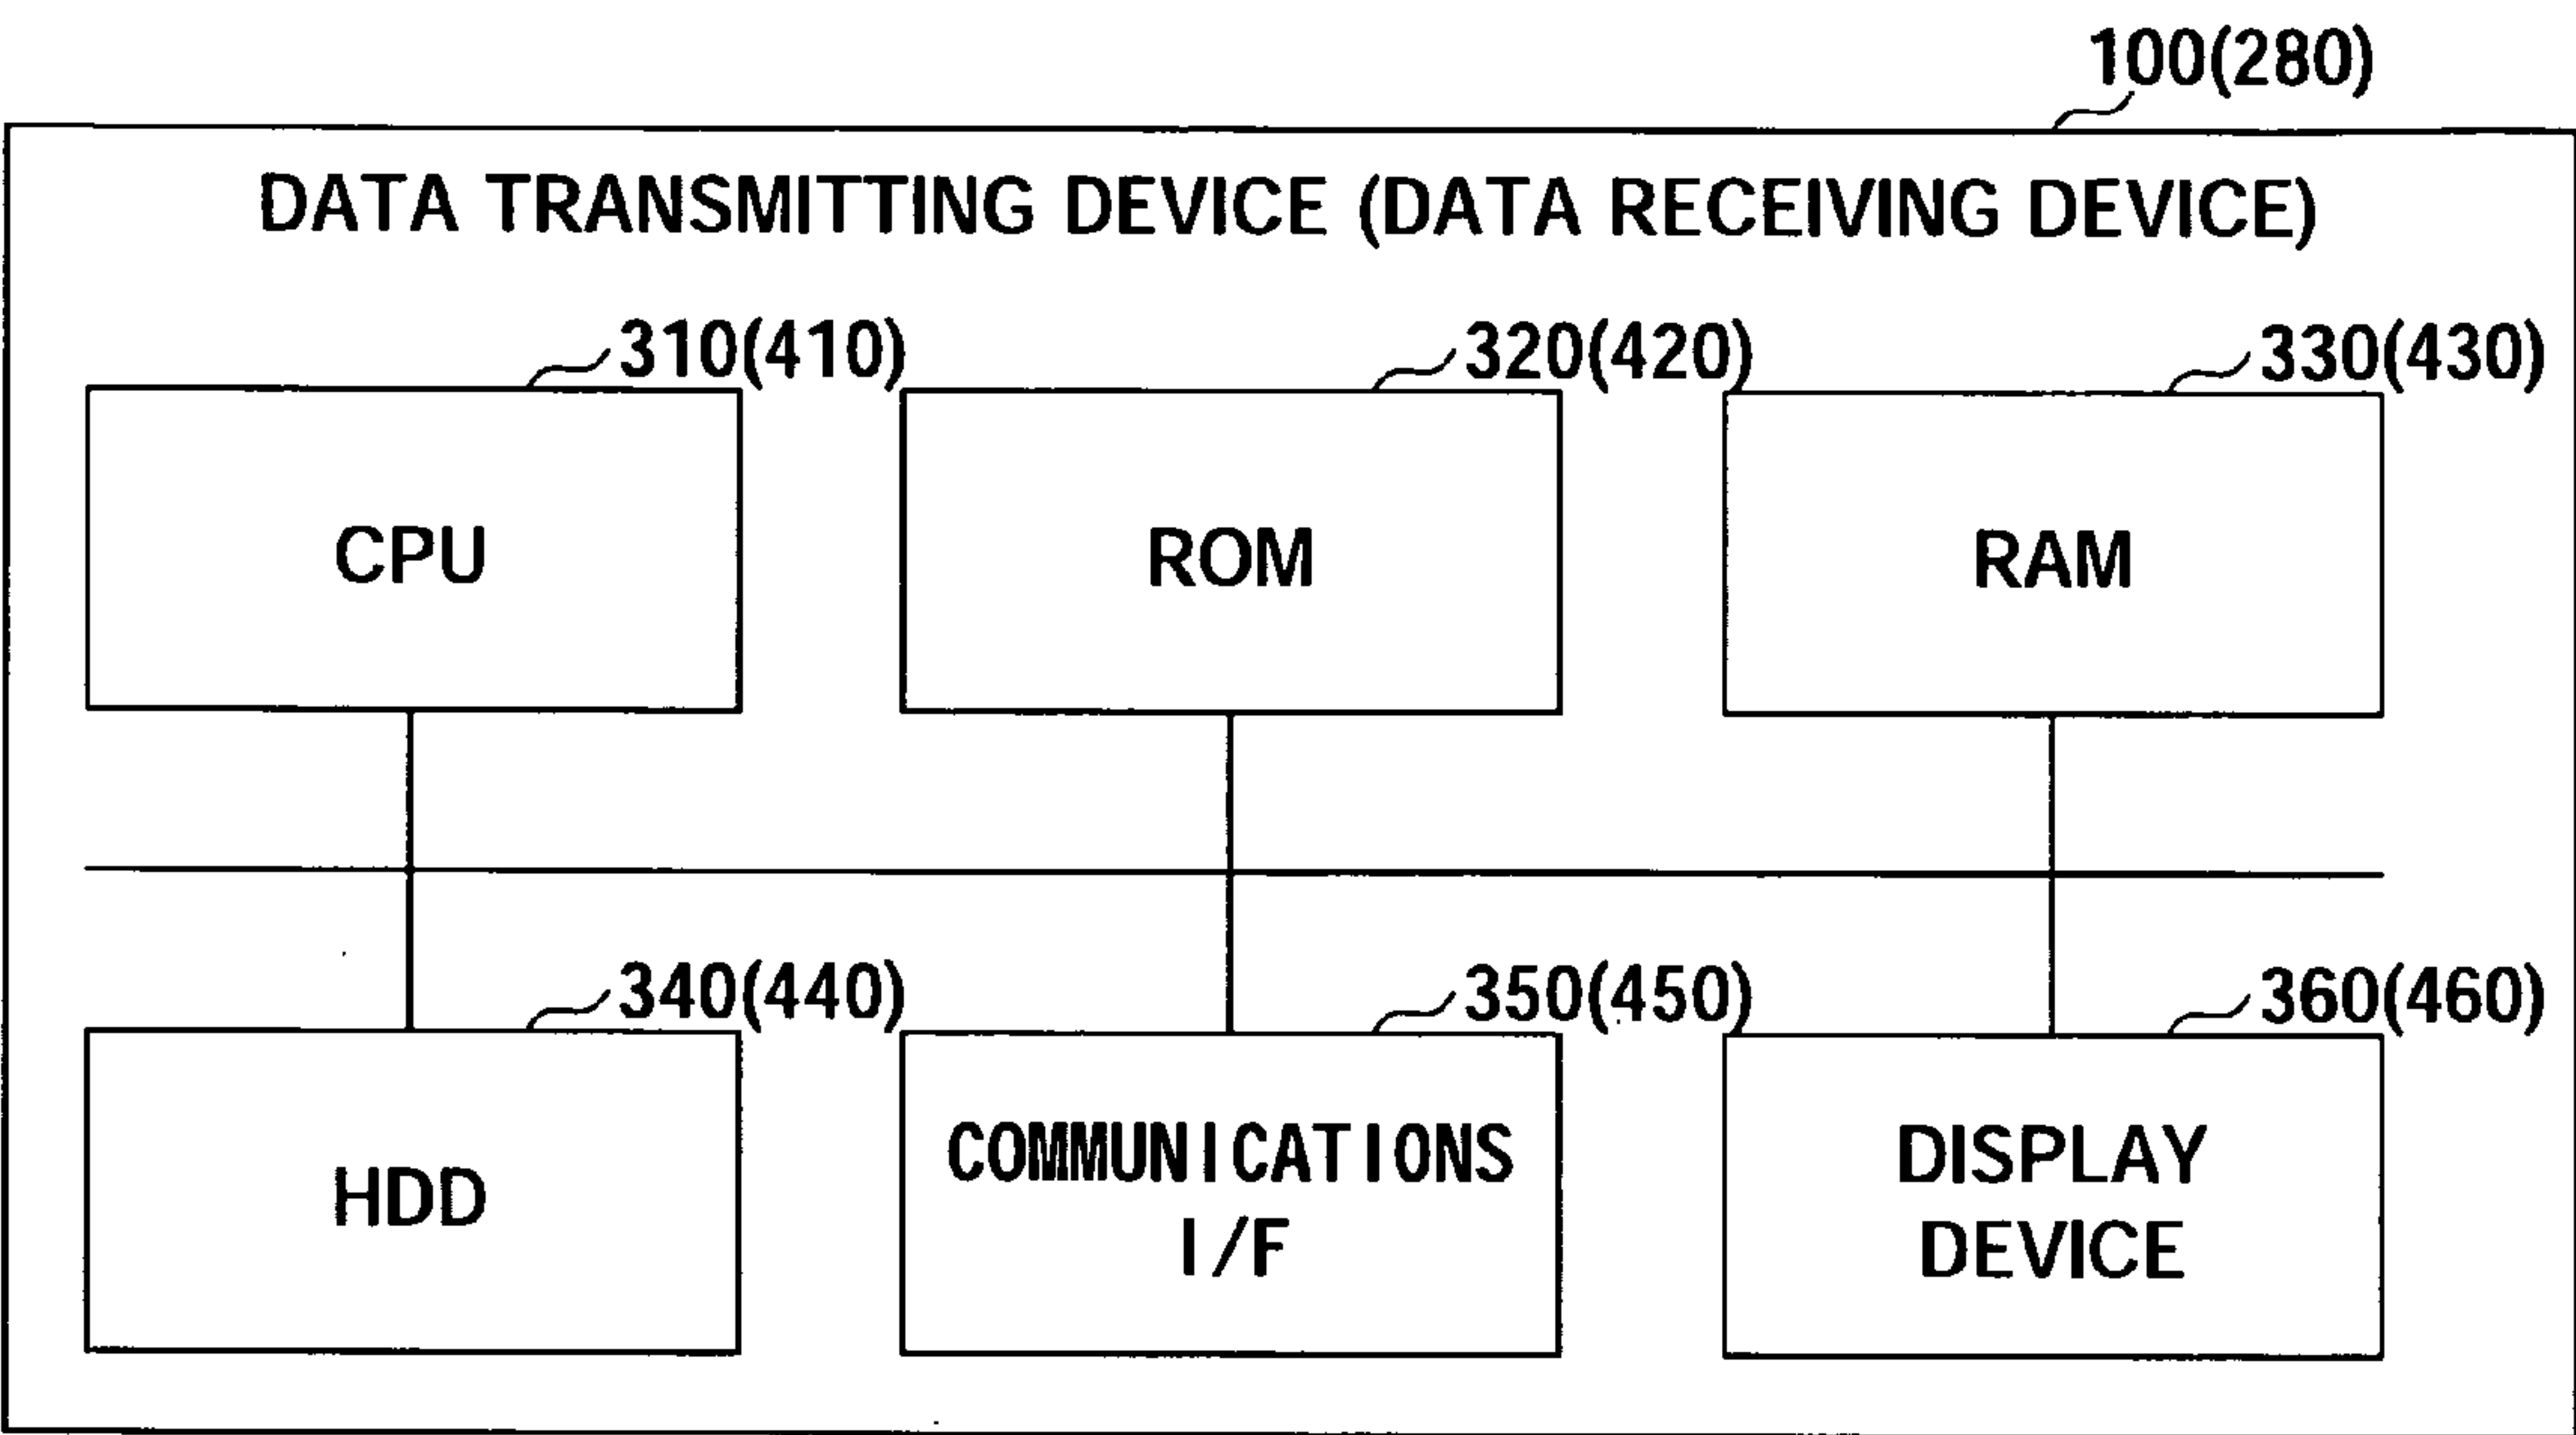 100(280)
DATA TRANSMITTING DEVICE (DATA RECEIVING DEVICE)
310(410)
320(420)
330(430)
CPU
ROM
RAM
340(440)
350(450)
360(460)
HDD
COMMUNICATIONS
I/F
DISPLAY
DEVICE